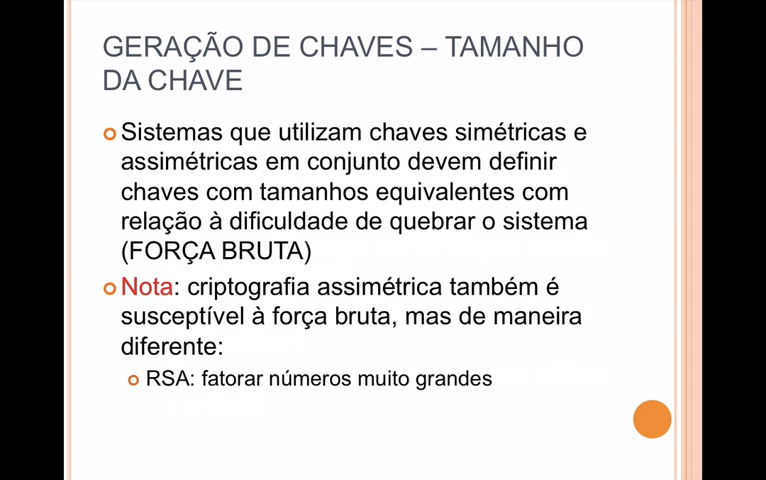 GERAÇÃO DE CHAVES – TAMANHO
DA CHAVE
Sistemas que utilizam chaves simétricas e
assimétricas em conjunto devem definir
chaves com tamanhos equivalentes com
relação à dificuldade de quebrar o sistema
(FORÇA BRUTA)
Nota: criptografia assimétrica também é
susceptível à força bruta, mas de maneira
diferente:
RSA: fatorar números muito grandes